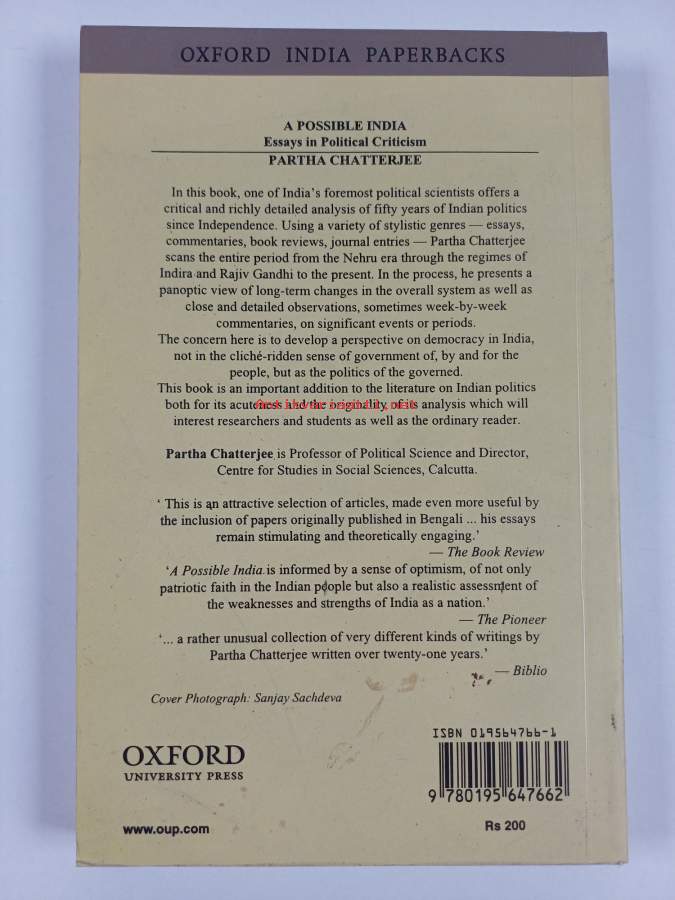 OXFORD INDIA PAPERBACKS
A POSSIBLE INDIA
Essays in Political Criticism
PARTHA CHATTERJEE
In this book, one of India's foremost political scientists offers a
critical and richly detailed analysis of fifty years of Indian politics
since Independence. Using a variety of stylistic genres — essays,
commentaries, book reviews, journal entries — Partha Chatterjee
scans the entire period from the Nehru era through the regimes of
Indira and Rajiv Gandhi to the present. In the process, he presents a
panoptic view of long-term changes in the overall system as well as
close and detailed observations, sometimes week-by-week
commentaries, on significant events or periods.
The concern here is to develop a perspective on democracy in India,
not in the cliché-ridden sense of government of, by and for the
people, but as the politics of the governed.
This book is an important addition to the literature on Indian politics
both for its acuteness and the originality of its analysis which will
interest researchers and students as well as the ordinary reader.
Partha Chatterjee is Professor of Political Science and Director,
Centre for Studies in Social Sciences, Calcutta.
' This is an attractive selection of articles, made even more useful by
the inclusion of papers originally published in Bengali ... his essays
remain stimulating and theoretically engaging.'
— The Book Review
'A Possible India is informed by a sense of optimism, of not only
patriotic faith in the Indian people but also a realistic assessment of
the weaknesses and strengths of India as a nation.'
— The Pioneer
'... a rather unusual collection of very different kinds of writings by
Partha Chatterjee written over twenty-one years.'
— Biblio
Cover Photograph: Sanjay Sachdeva
ISBN 019564766-1
OXFORD
UNIVERSITY PRESS
9 780195 647662
www.oup.com
Rs 200